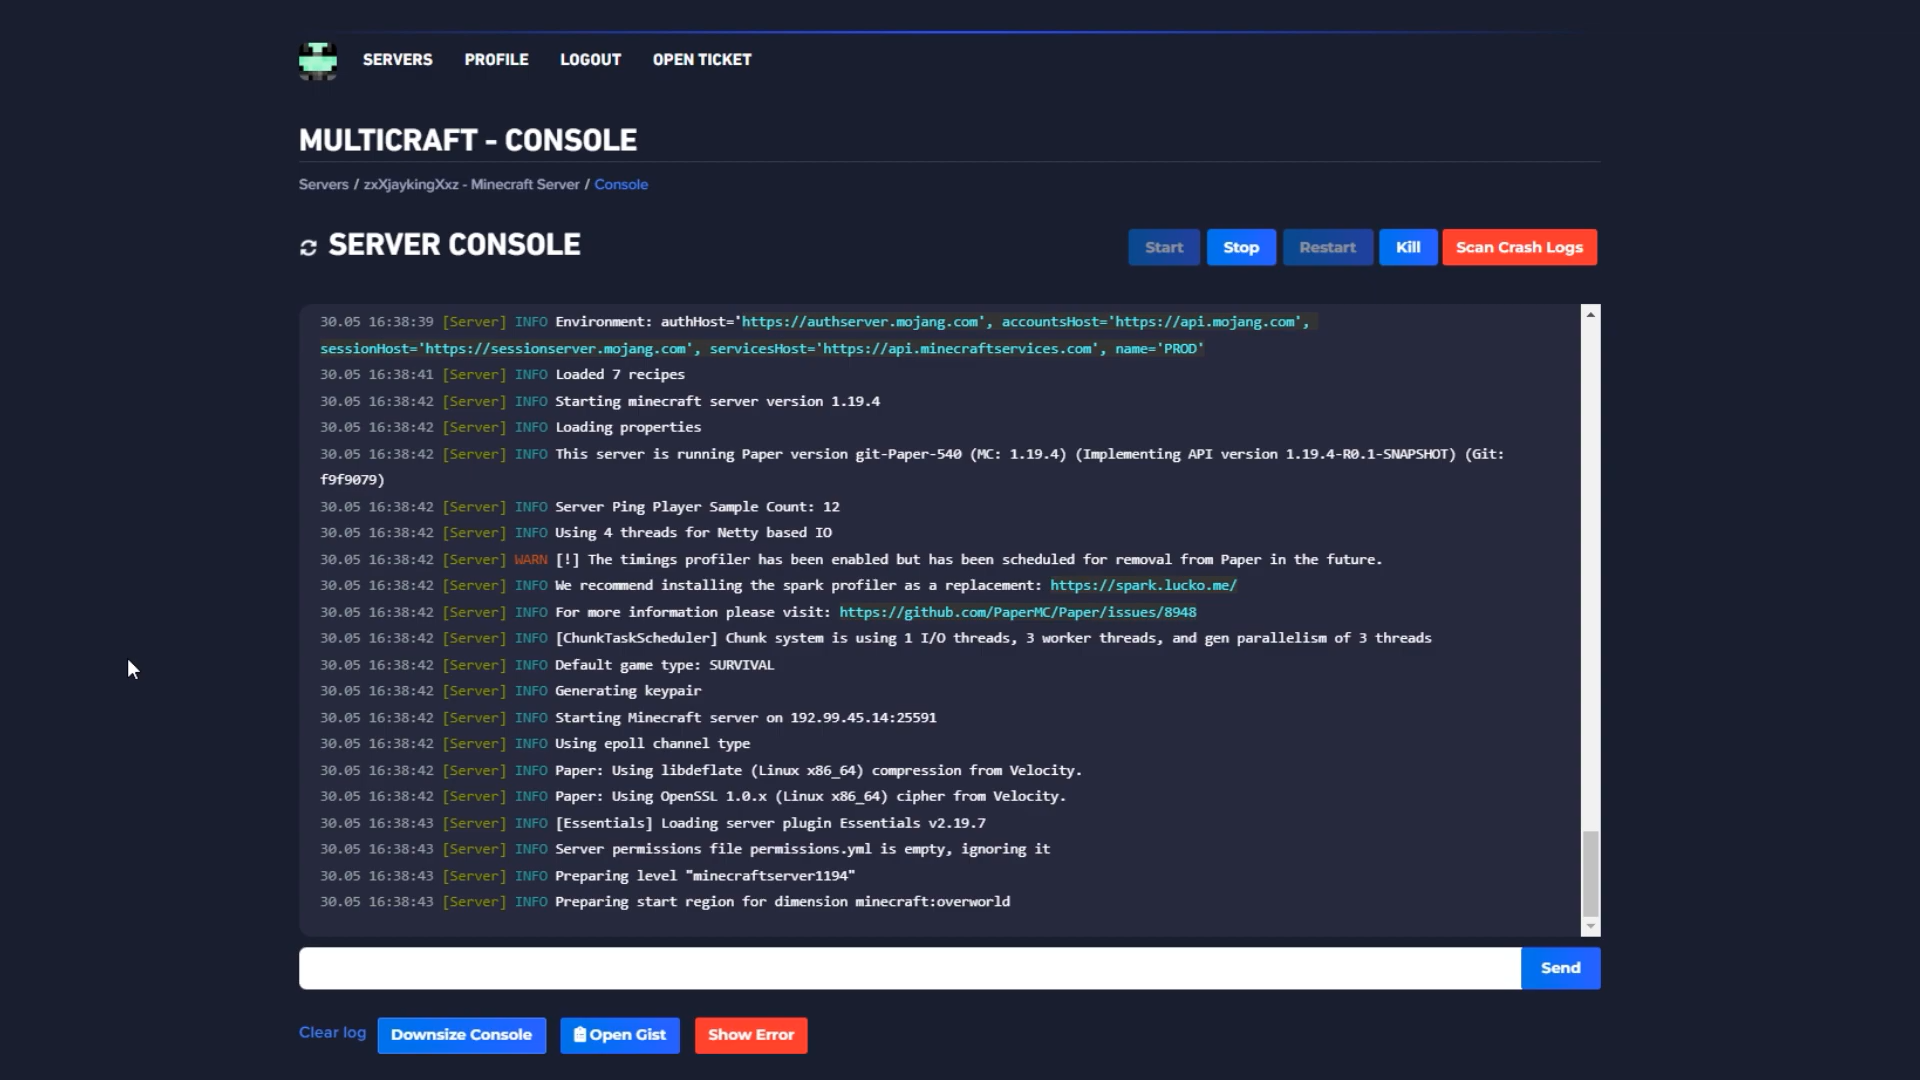 SERVERS PROFILE LOGOUT OPEN TICKET
MULTICRAFT - CONSOLE
Servers / zxXjaykingXxz - Minecraft Server / Console
SERVER CONSOLE
Start Stop Restart Kill Scan Crash Logs
30.05 16:38:39 [Server] INFO Environment: authHost='https://authserver.mojang.com', accountsHost='https://api.mojang.com',
sessionHost='https://sessionserver.mojang.com', servicesHost='https://api.minecraftservices.com', name='PROD'
30.05 16:38:41 [Server] INFO Loaded 7 recipes
30.05 16:38:42 [Server] INFO Starting minecraft server version 1.19.4
30.05 16:38:42 [Server] INFO Loading properties
30.05 16:38:42 [Server] INFO This server is running Paper version git-Paper-540 (MC: 1.19.4) (Implementing API version 1.19.4-R0.1-SNAPSHOT) (Git:
f9f9079)
30.05 16:38:42 [Server] INFO Server Ping Player Sample Count: 12
30.05 16:38:42 [Server] INFO Using 4 threads for Netty based IO
30.05 16:38:42 [Server] WARN [!] The timings profiler has been enabled but has been scheduled for removal from Paper in the future.
30.05 16:38:42 [Server] INFO We recommend installing the spark profiler as a replacement: https://spark.lucko.me/
30.05 16:38:42 [Server] INFO For more information please visit: https://github.com/PaperMC/Paper/issues/8948
30.05 16:38:42 [Server] INFO [ChunkTaskScheduler] Chunk system is using 1 I/O threads, 3 worker threads, and gen parallelism of 3 threads
30.05 16:38:42 [Server] INFO Default game type: SURVIVAL
30.05 16:38:42 [Server] INFO Generating keypair
30.05 16:38:42 [Server] INFO Starting Minecraft server on 192.99.45.14:25591
30.05 16:38:42 [Server] INFO Using epoll channel type
30.05 16:38:42 [Server] INFO Paper: Using libdeflate (Linux x86_64) compression from Velocity.
30.05 16:38:42 [Server] INFO Paper: Using OpenSSL 1.0.x (Linux x86_64) cipher from Velocity.
30.05 16:38:43 [Server] INFO [Essentials] Loading server plugin Essentials v2.19.7
30.05 16:38:43 [Server] INFO Server permissions file permissions.yml is empty, ignoring it
30.05 16:38:43 [Server] INFO Preparing level "minecraftserver1194"
30.05 16:38:43 [Server] INFO Preparing start region for dimension minecraft:overworld
Send
Clear log Downsize Console Open Gist Show Error